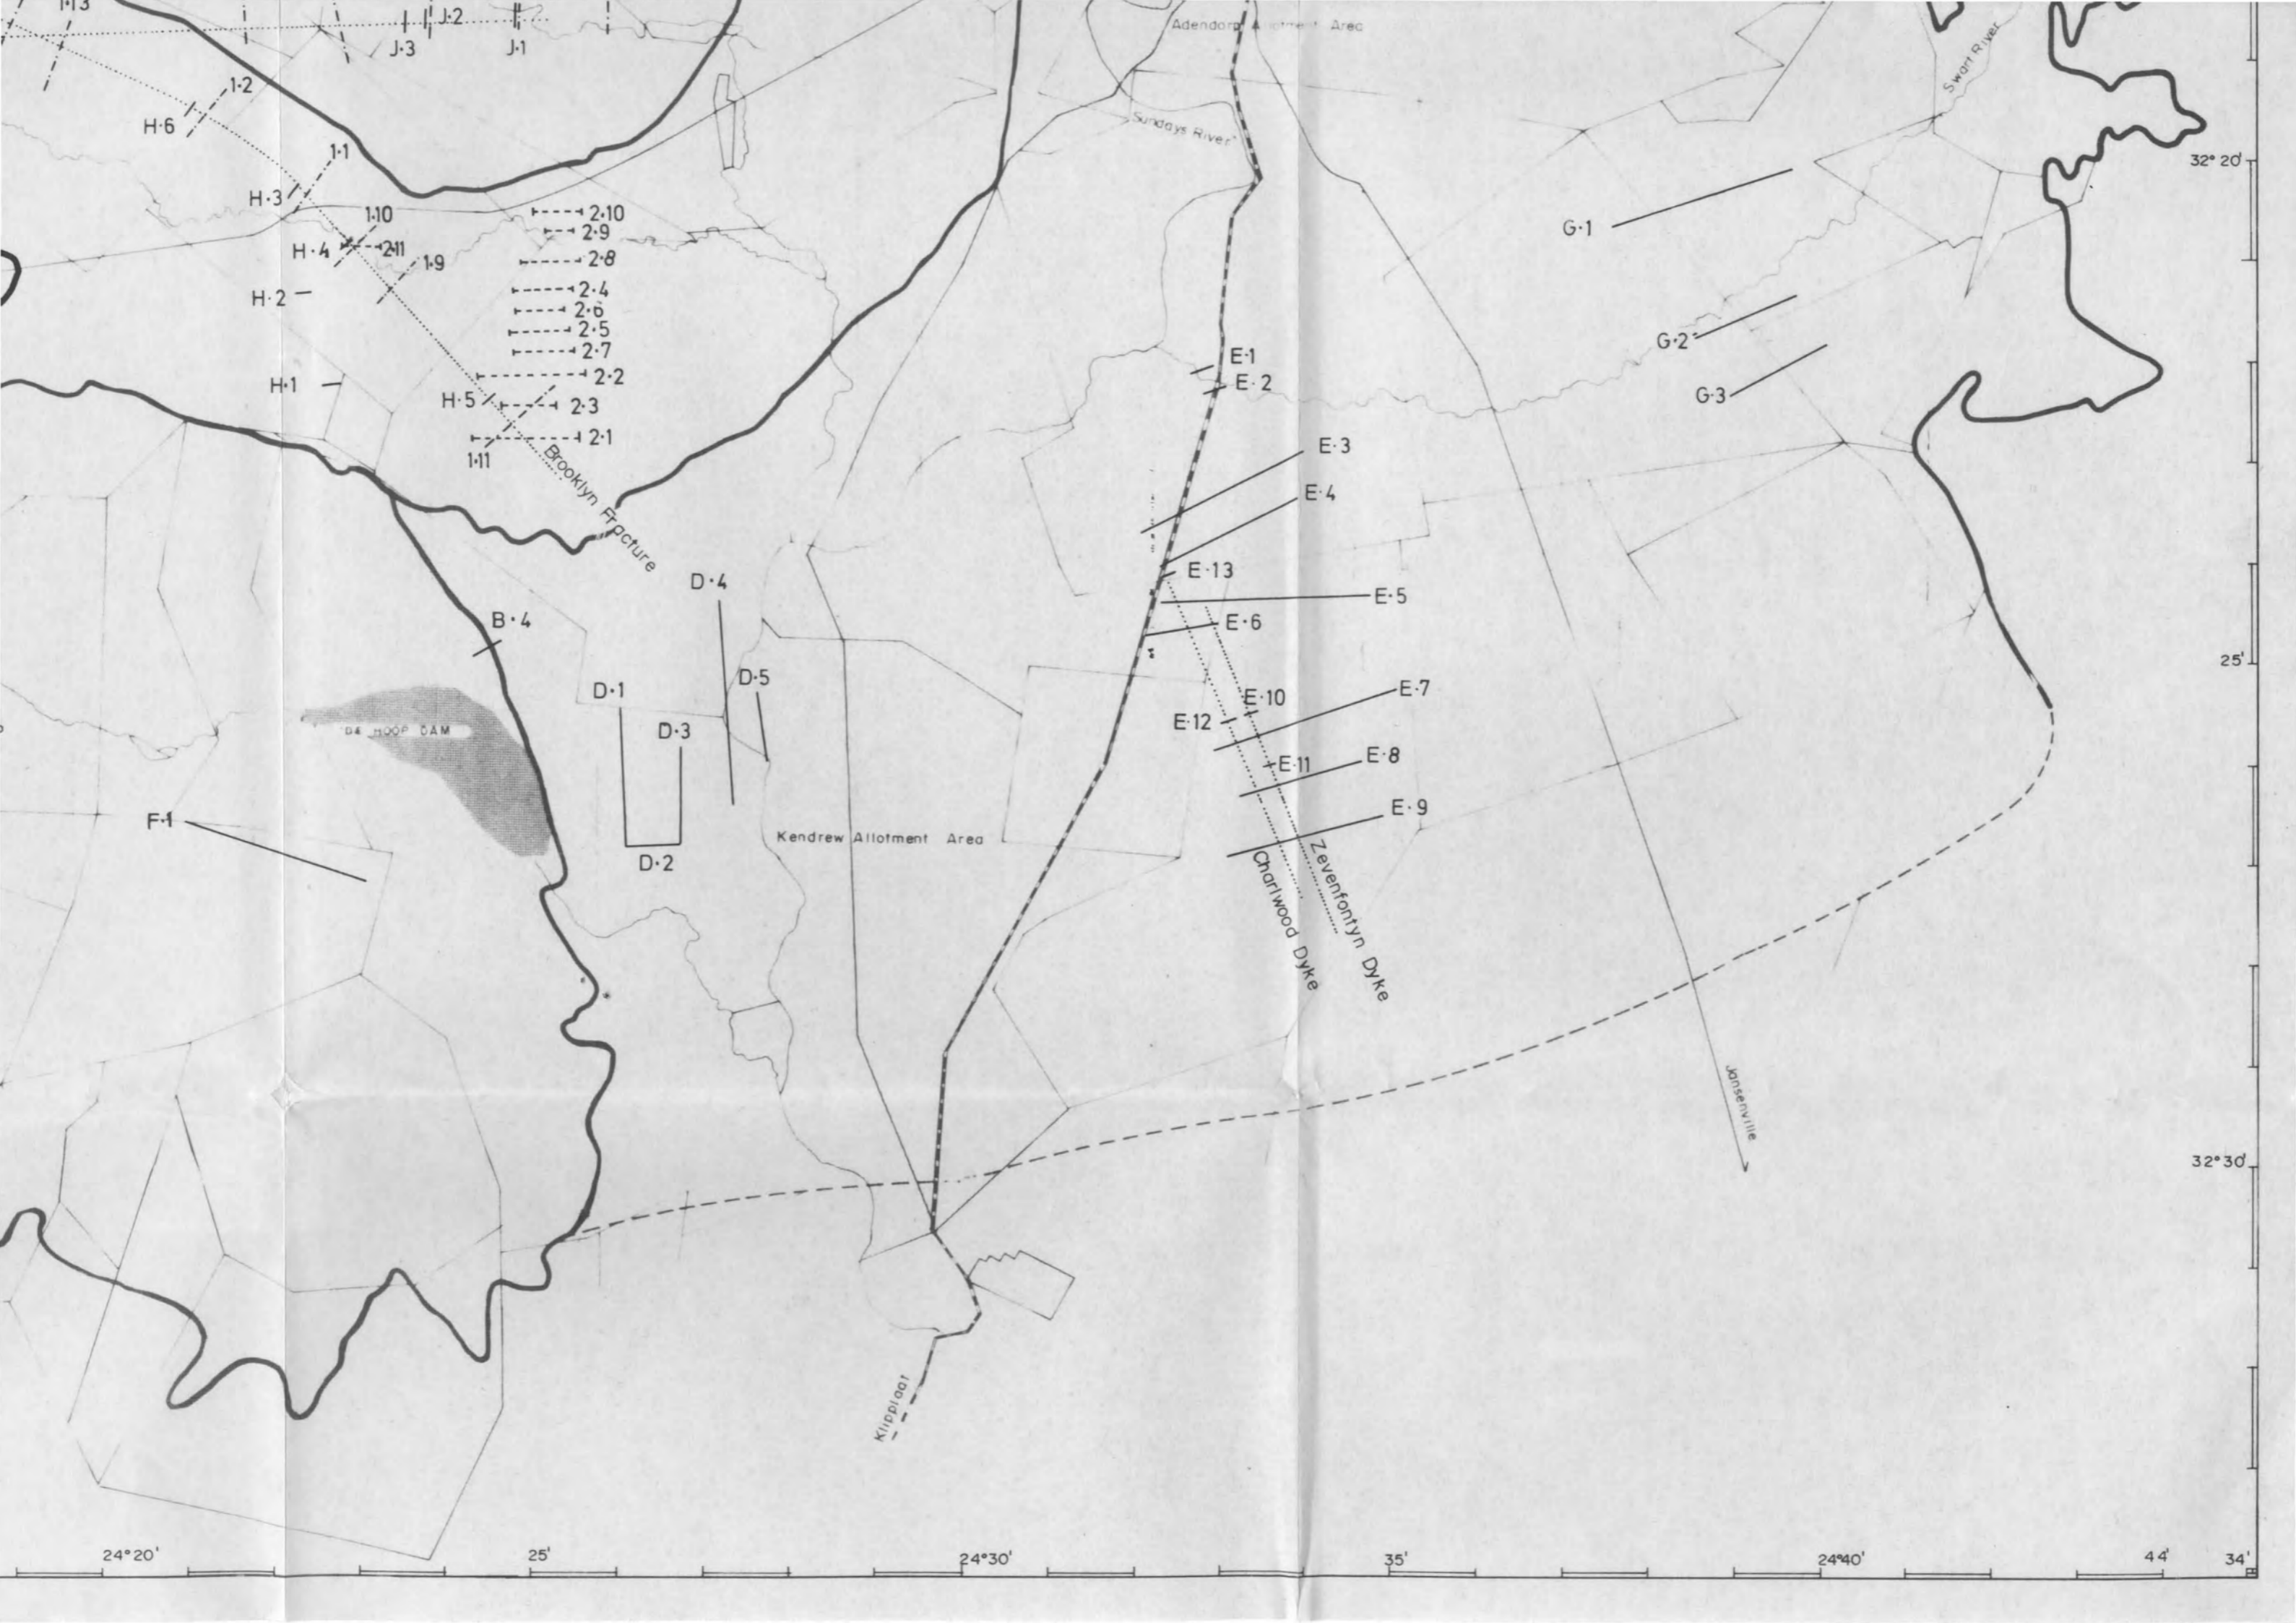 1·13
J·2
J·3
J·1
Adendorp Allotment Area
Swart River
1·2
H·6
Sundays River
1·1
32° 20'
H·3
1·10
2·10
2·9
G·1
H·4
2·11
1·9
2·8
H·2
2·4
2·6
2·5
G·2
2·7
E·1
2·2
E·2
H·1
H·5
2·3
G·3
2·1
1·11
E·3
Brooklyn Fracture
E·4
E·13
D·4
E·5
B·4
E·6
25'
D·5
D·1
E·7
E·10
E·12
DE HOOP DAM
D·3
E·8
E·11
E·9
F·1
Kendrew Allotment Area
D·2
Zevenfontyn Dyke
Charlwood Dyke
Jansenville
32°30'
Klipplaat
24°20'
25'
24°30'
35'
24°40'
44'
34'